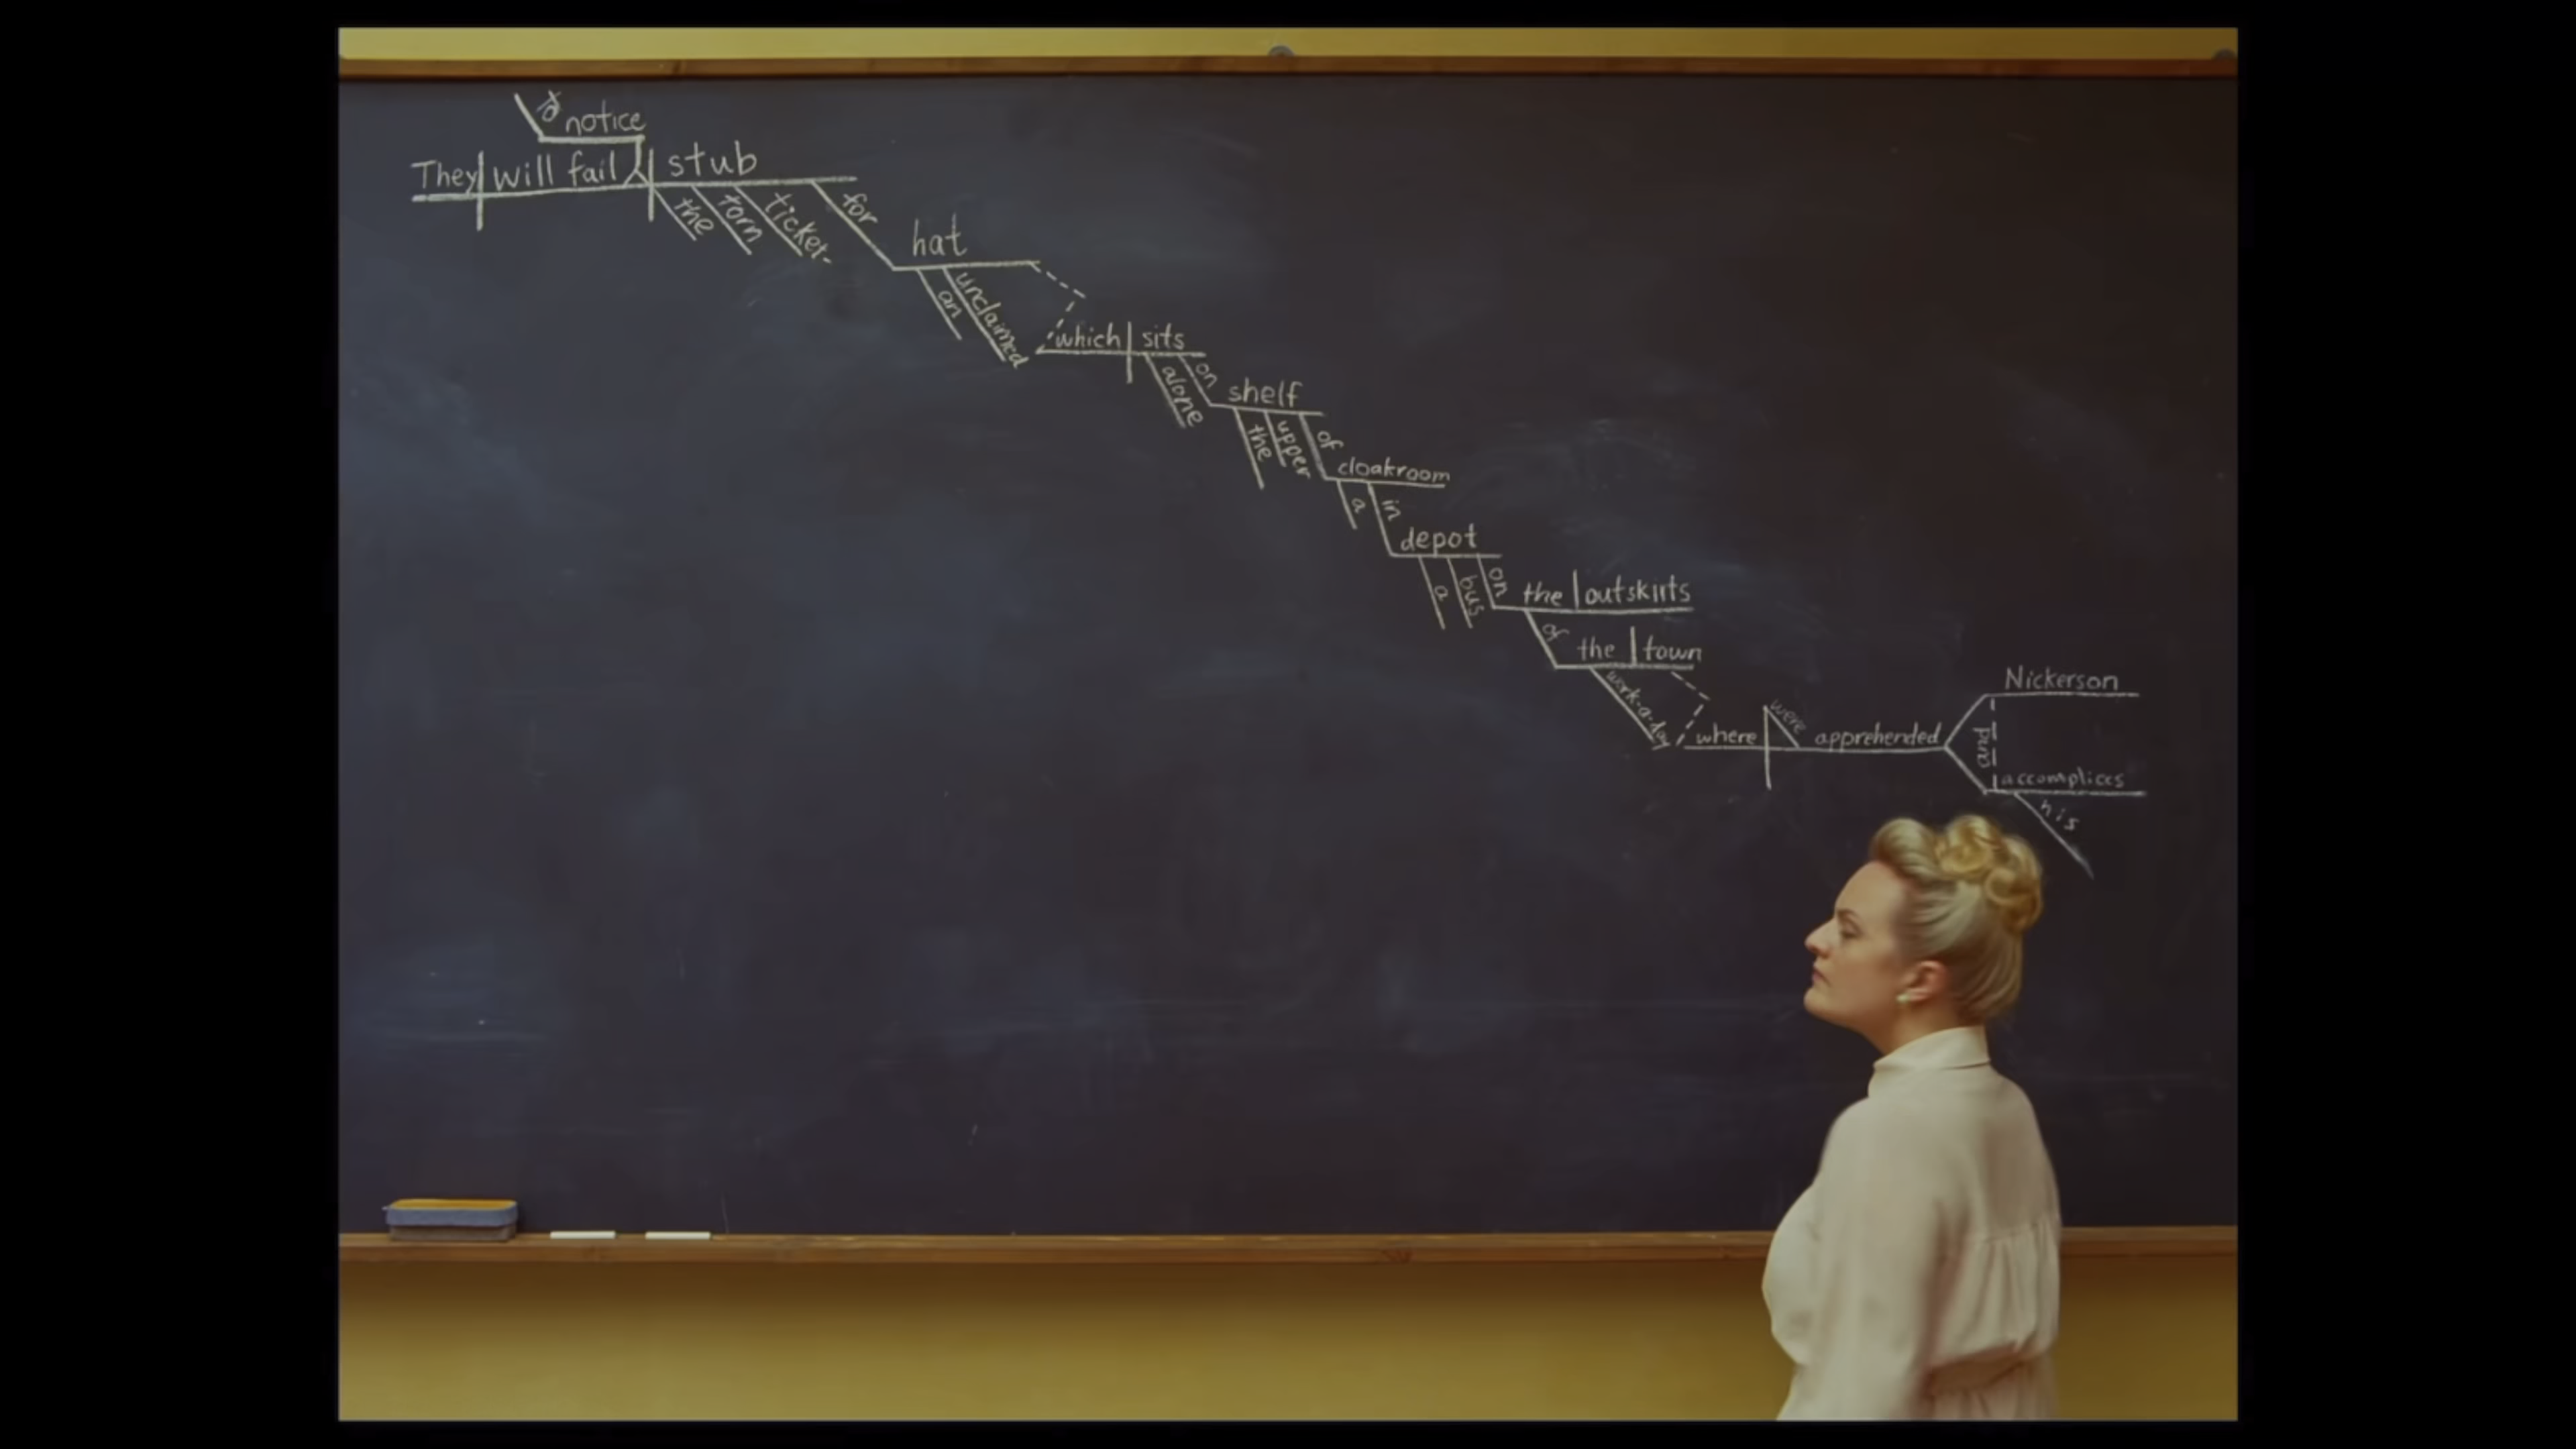 to notice
They will fail stub
the torn ticket- for
hat
an unclaimed
which sits
alone on
shelf
the upper of
cloakroom
a in
depot
a bus on
the outskirts
of the town
work-a-day
Nickerson
where were apprehended and
accomplices
his